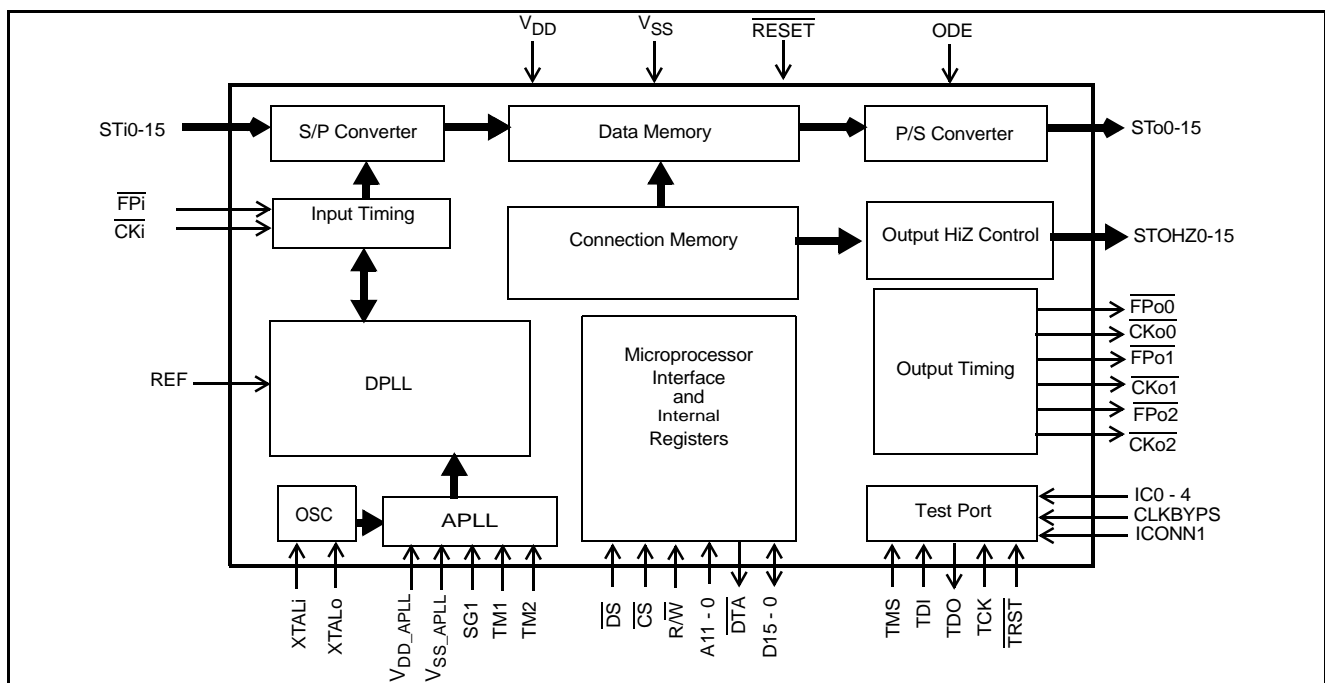 VDD
VSS
RESET
ODE
STi0-15
S/P Converter
Data Memory
P/S Converter
STo0-15
FPi
CKi
Input Timing
Connection Memory
Output HiZ Control
STOHZ0-15
REF
DPLL
Microprocessor
Interface
and
Internal
Registers
Output Timing
FPo0
CKo0
FPo1
CKo1
FPo2
CKo2
OSC
APLL
Test Port
IC0 - 4
CLKBYPS
ICONN1
XTALi
XTALo
VDD_APLL
VSS_APLL
SG1
TM1
TM2
DS
CS
R/W
A11 - 0
DTA
D15 - 0
TMS
TDI
TDO
TCK
TRST